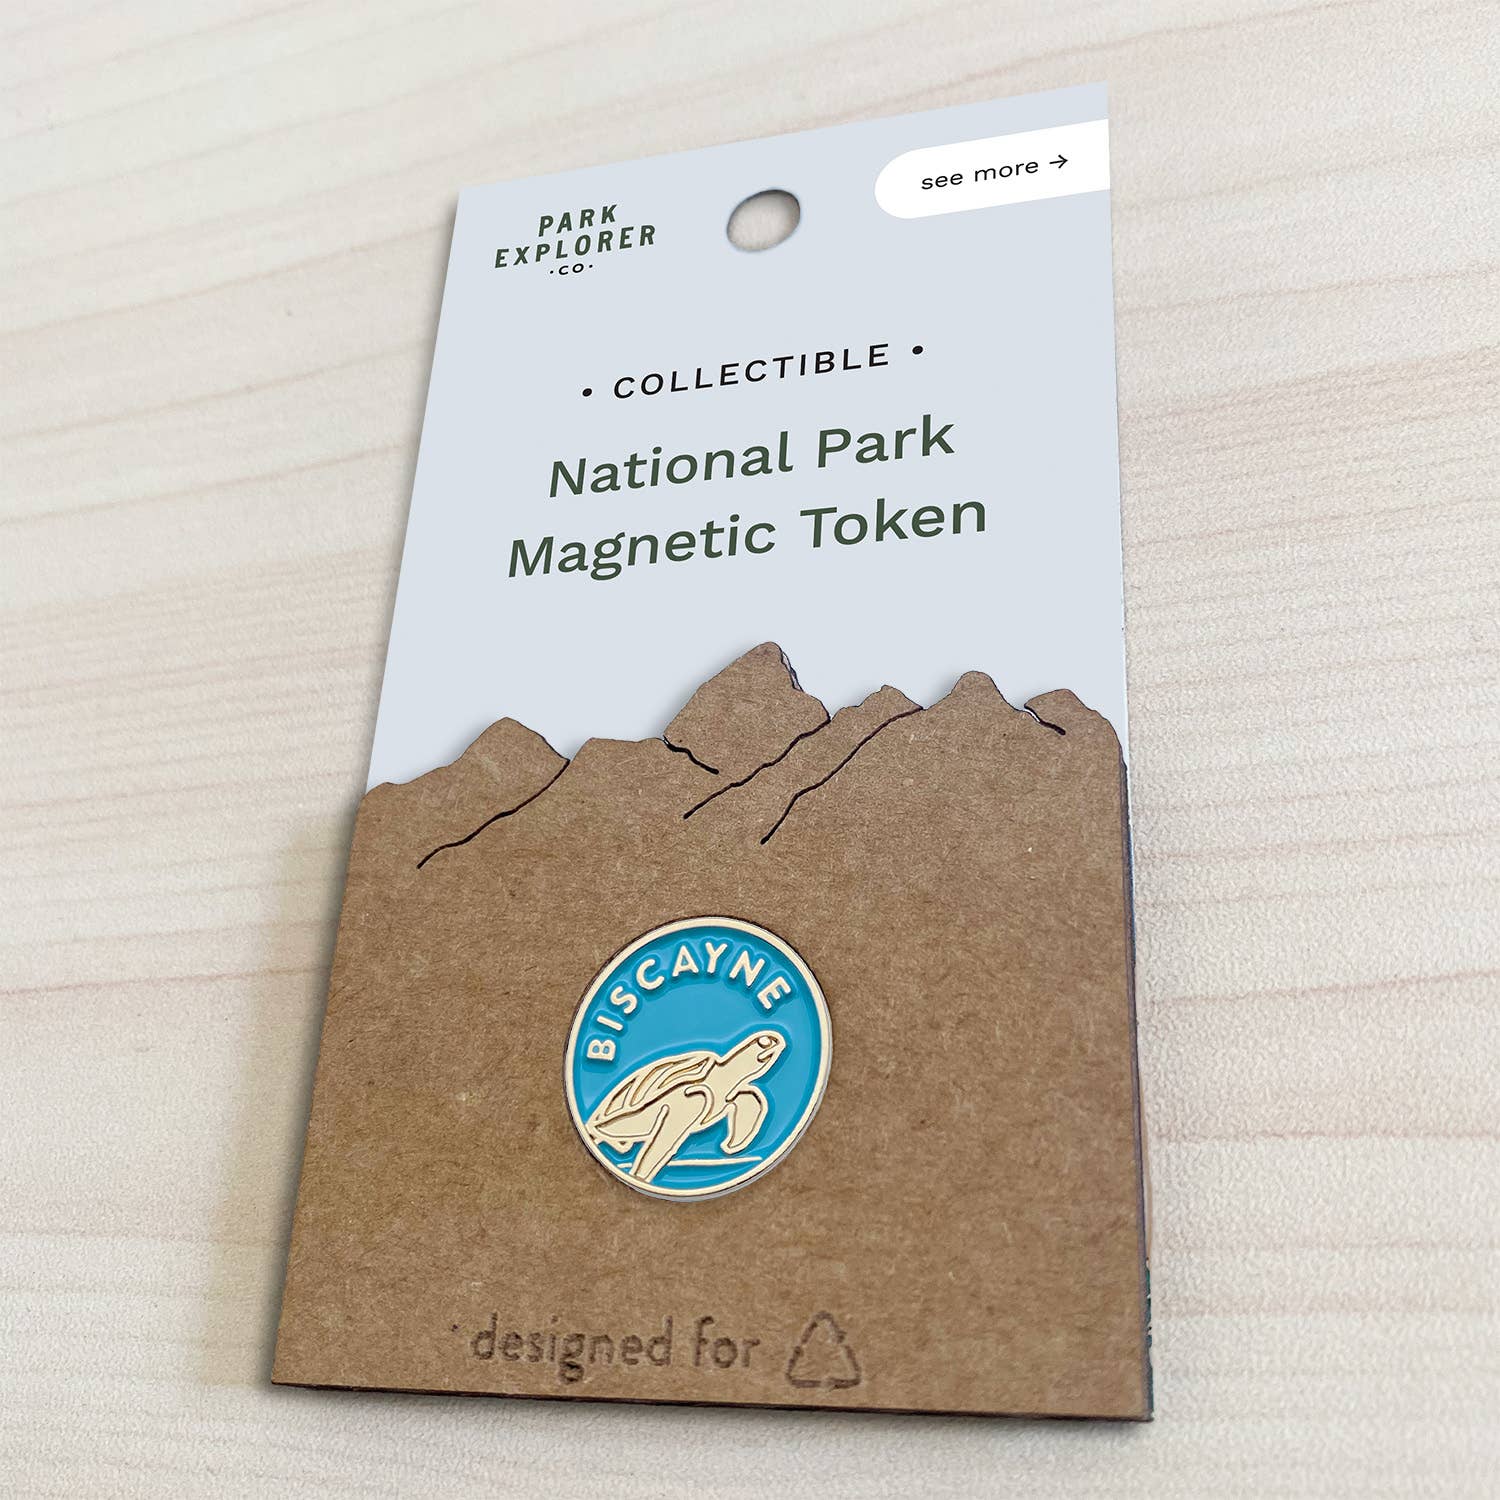 PARK
EXPLORER
·CO·
see more →
• COLLECTIBLE •
National Park
Magnetic Token
BISCAYNE
designed for